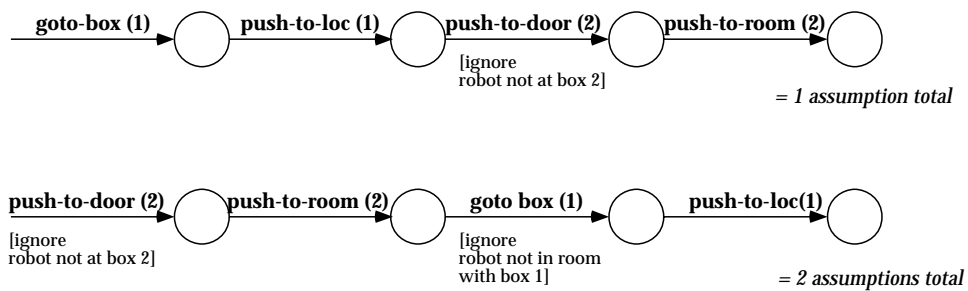 goto-box (1) push-to-loc (1) push-to-door (2) push-to-room (2)
[ignore
robot not at box 2]
= 1 assumption total
push-to-door (2) push-to-room (2) goto box (1) push-to-loc(1)
[ignore
robot not at box 2]
[ignore
robot not in room
with box 1]
= 2 assumptions total